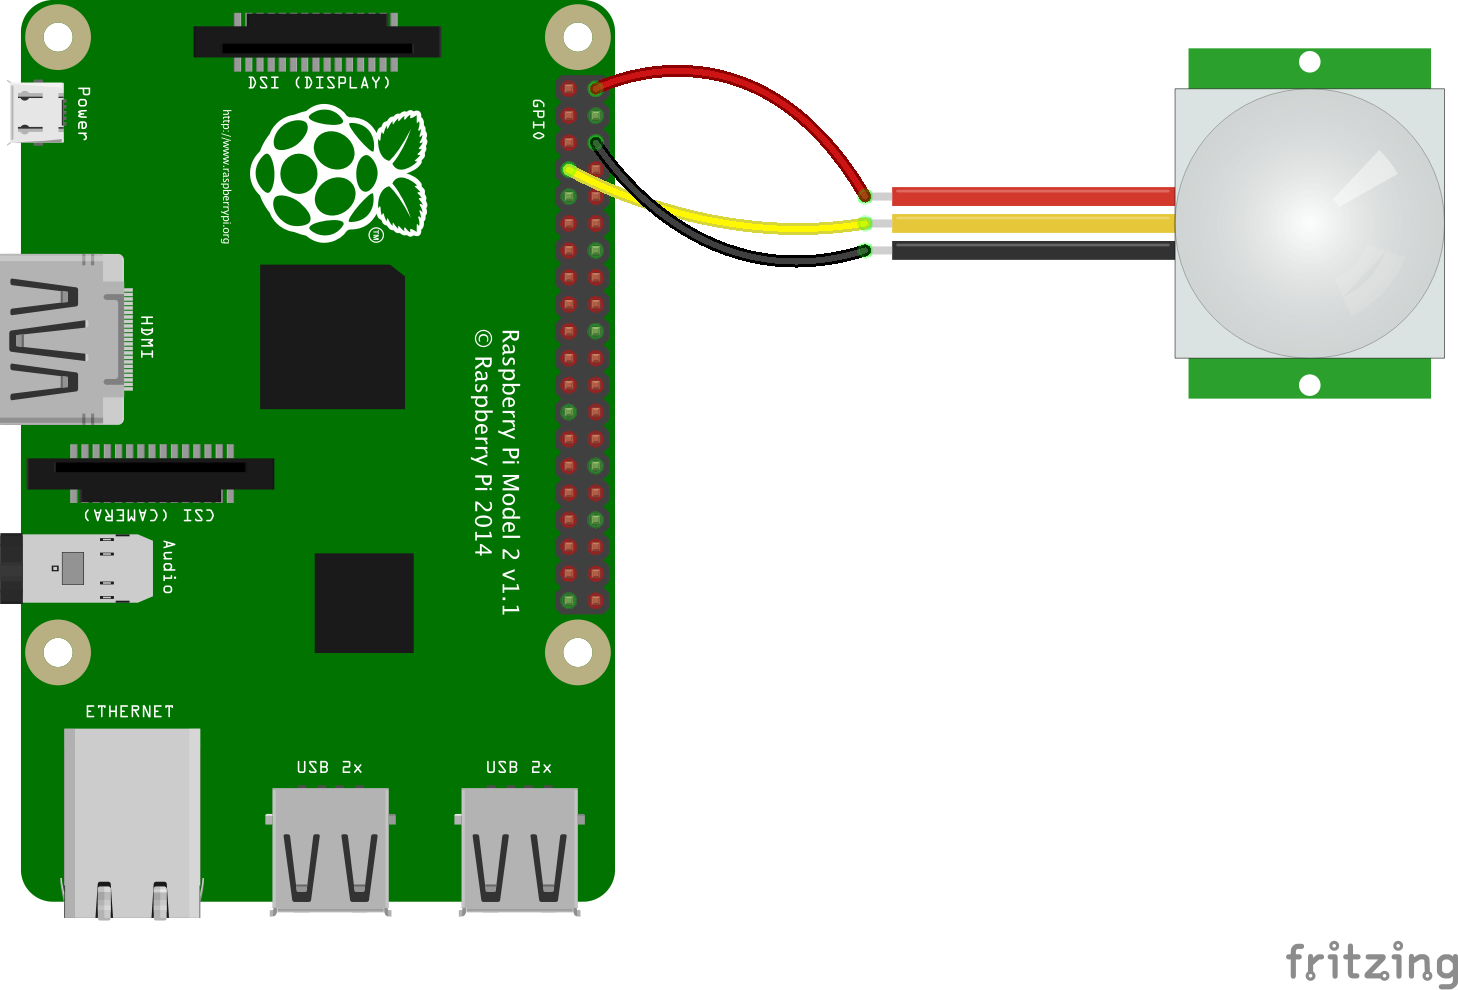 DSI (DISPLAY)
Power
http://www.raspberrypi.org
GPIO
TM
HDMI
Raspberry Pi Model 2 v1.1
© Raspberry Pi 2014
CSI (CAMERA)
Audio
ETHERNET
USB 2x
USB 2x
fritzing